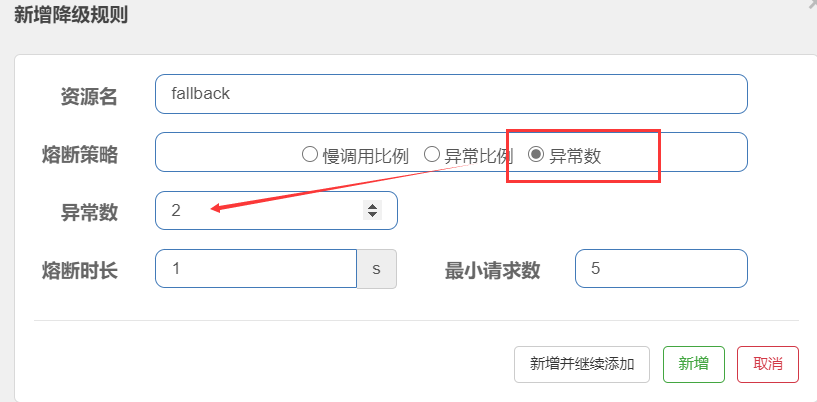 新增降级规则
资源名 fallback
熔断策略 慢调用比例 异常比例 异常数
异常数 2
熔断时长 1 s 最小请求数 5
新增并继续添加 新增 取消